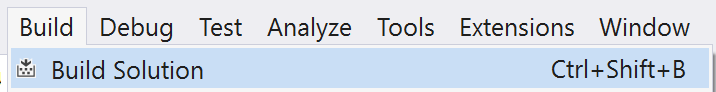 Build Debug Test Analyze Tools Extensions Window
Build Solution Ctrl+Shift+B